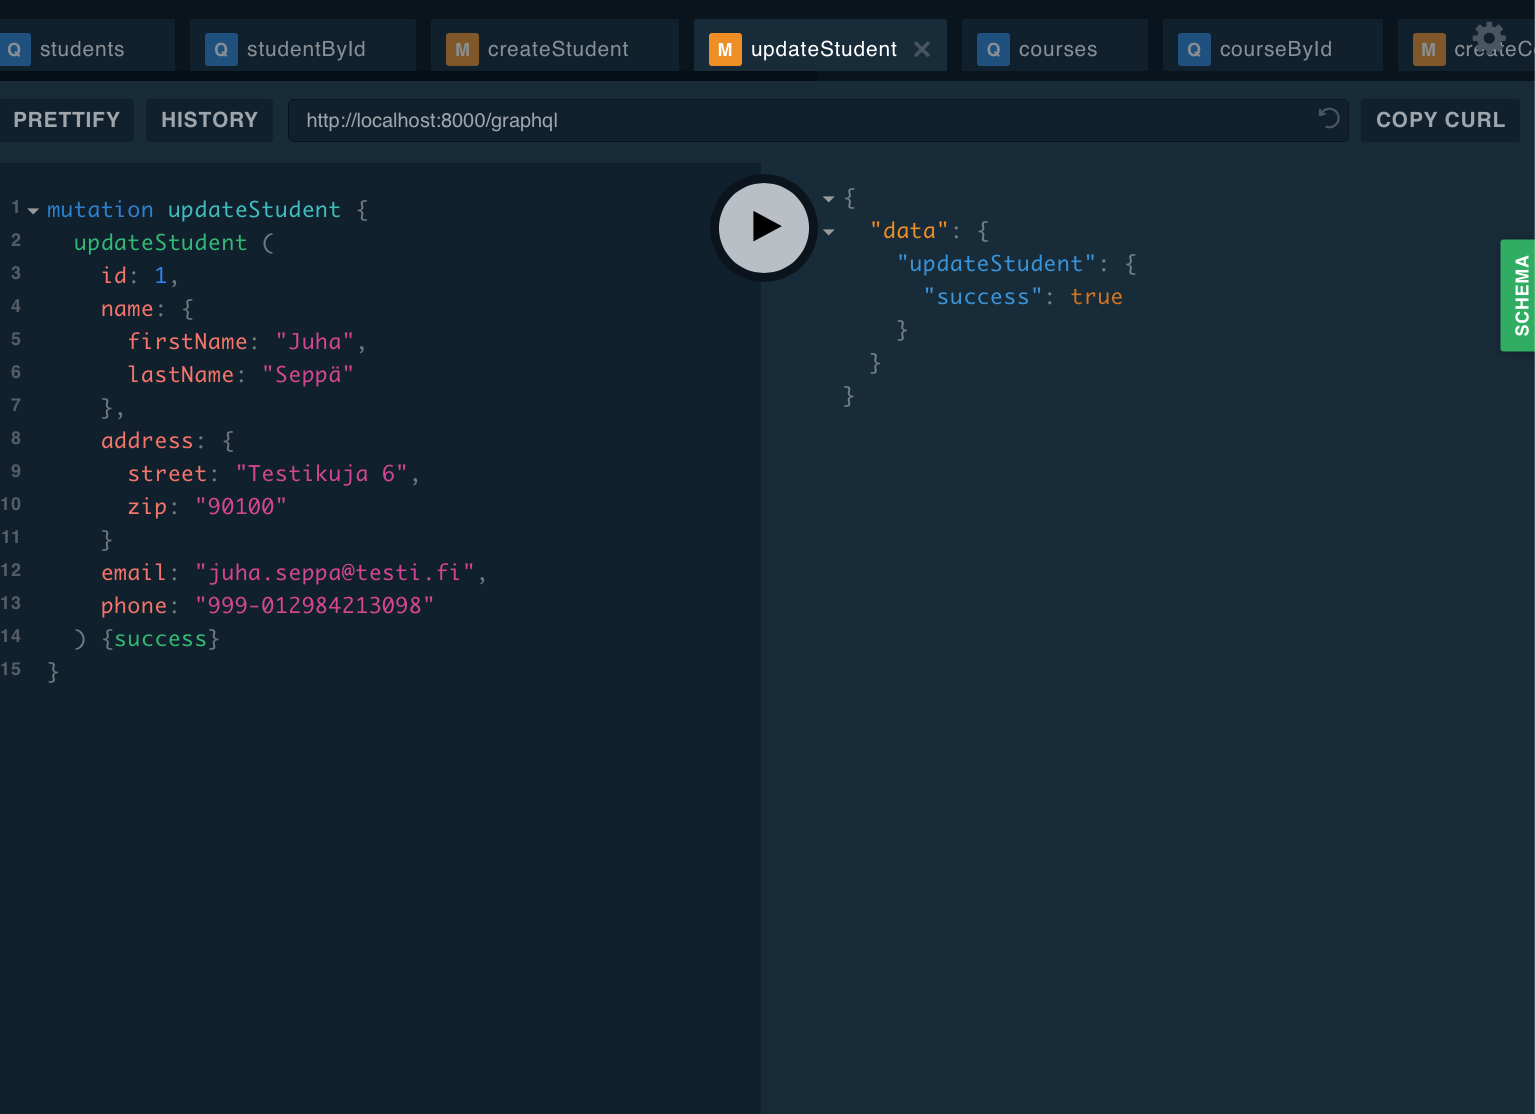 Q students Q studentById M createStudent M updateStudent Q courses Q courseById M
PRETTIFY HISTORY http://localhost:8000/graphql COPY CURL
1 mutation updateStudent {
2 updateStudent (
3 id: 1,
4 name: {
5 firstName: "Juha",
6 lastName: "Seppä"
7 },
8 address: {
9 street: "Testikuja 6",
10 zip: "90100"
11 }
12 email: "juha.seppa@testi.fi",
13 phone: "999-012984213098"
14 ) {success}
15 }
{
"data": {
"updateStudent": {
"success": true
}
}
}
SCHEMA